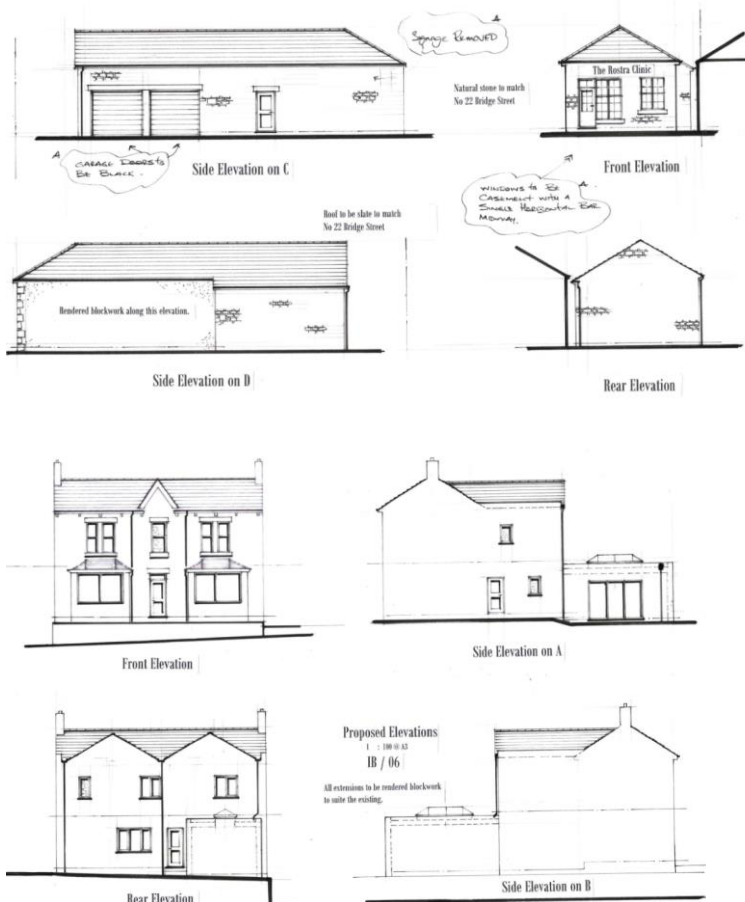 Signage REMOVED
A
The Rostra Clinic
Natural stone to match
No 22 Bridge Street
A
GARAGE DOORS to
BE BLACK.
Side Elevation on C
Front Elevation
WINDOWS to BE
CASEMENT WITH A
SINGLE HORIZONTAL BAR
MIDWAY.
A
Roof to be slate to match
No 22 Bridge Street
Rendered blockwork along this elevation.
Side Elevation on D
Rear Elevation
Front Elevation
Side Elevation on A
Proposed Elevations
1 : 100 @ A3
IB / 06
All extensions to be rendered blockwork
to suite the existing.
Rear Elevation
Side Elevation on B